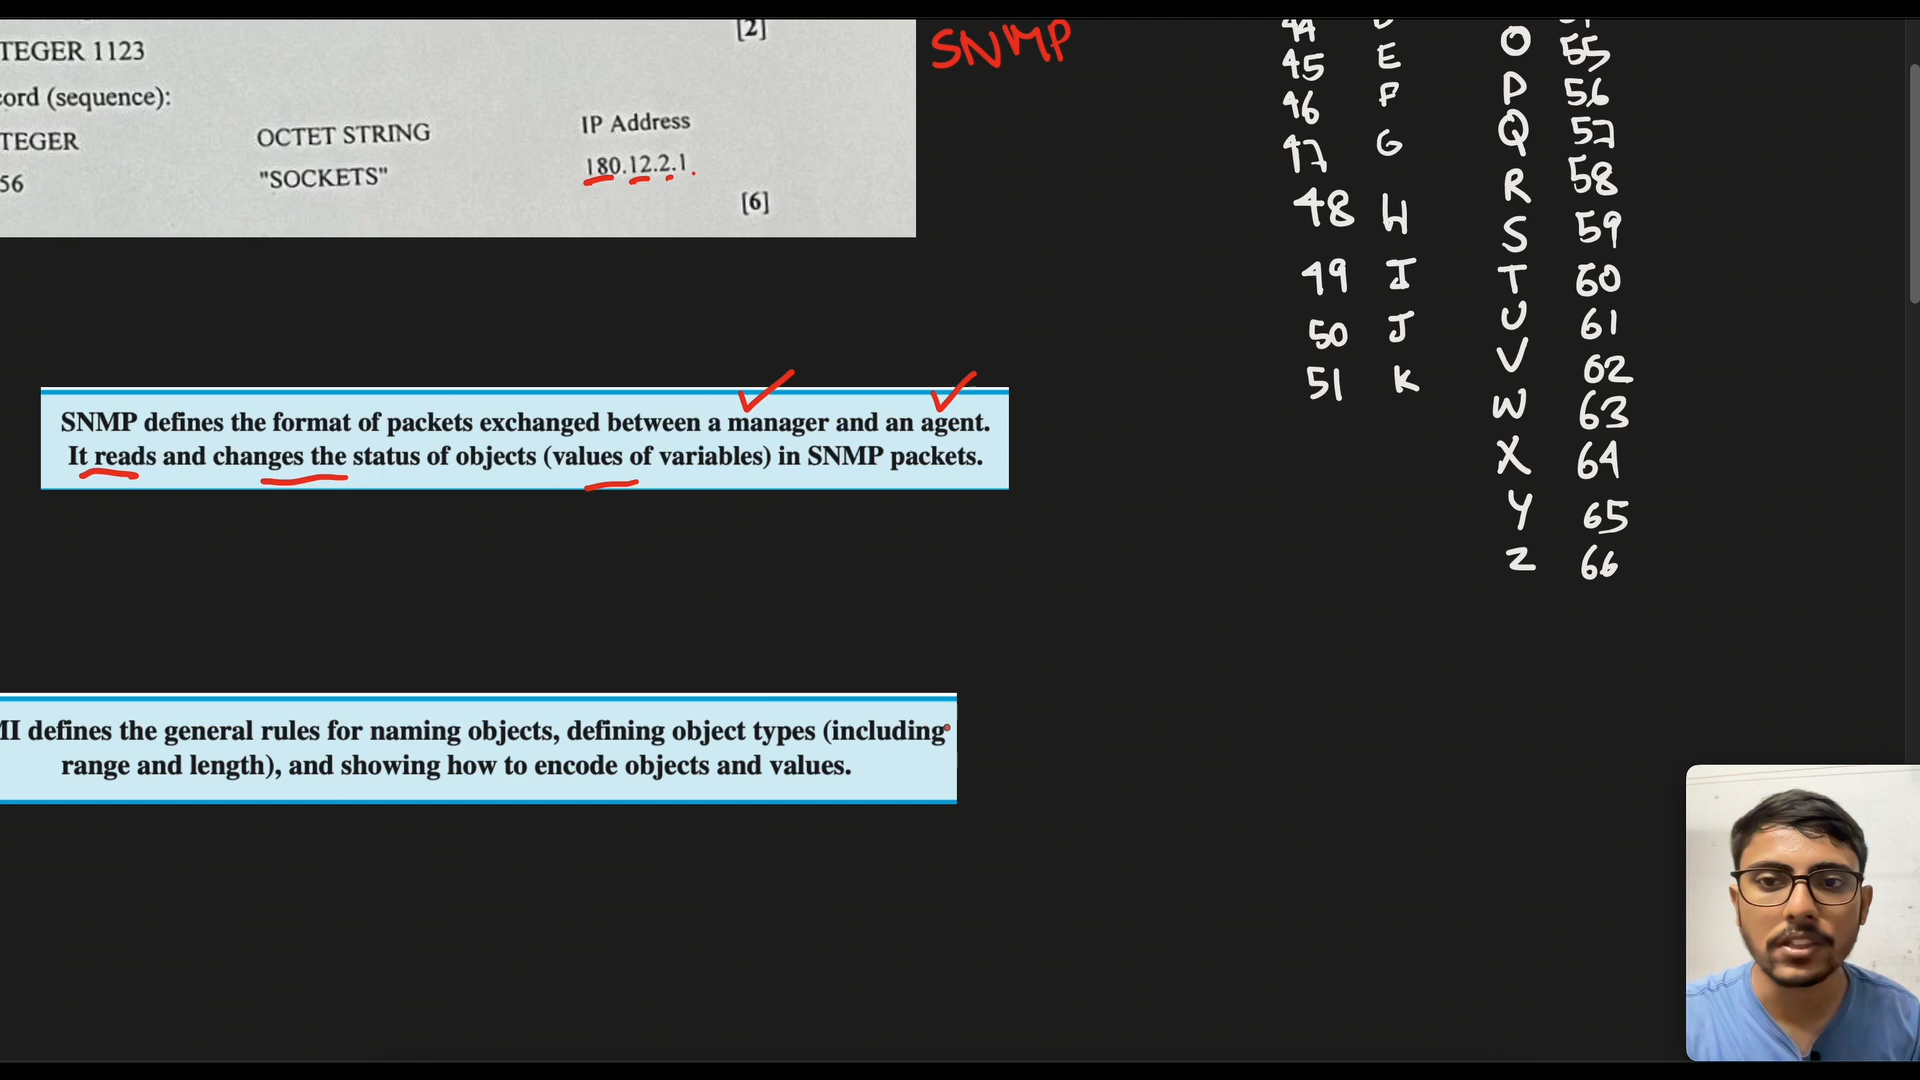 [2]
TEGER 1123
cord (sequence):
TEGER OCTET STRING IP Address
56 "SOCKETS" 180.12.2.1
[6]
SNMP
SNMP defines the format of packets exchanged between a manager and an agent.
It reads and changes the status of objects (values of variables) in SNMP packets.
MI defines the general rules for naming objects, defining object types (including
range and length), and showing how to encode objects and values.
44
45 E
46 F
47 G
48 H
49 I
50 J
51 K
O 55
P 56
Q 57
R 58
S 59
T 60
U 61
V 62
W 63
X 64
Y 65
Z 66